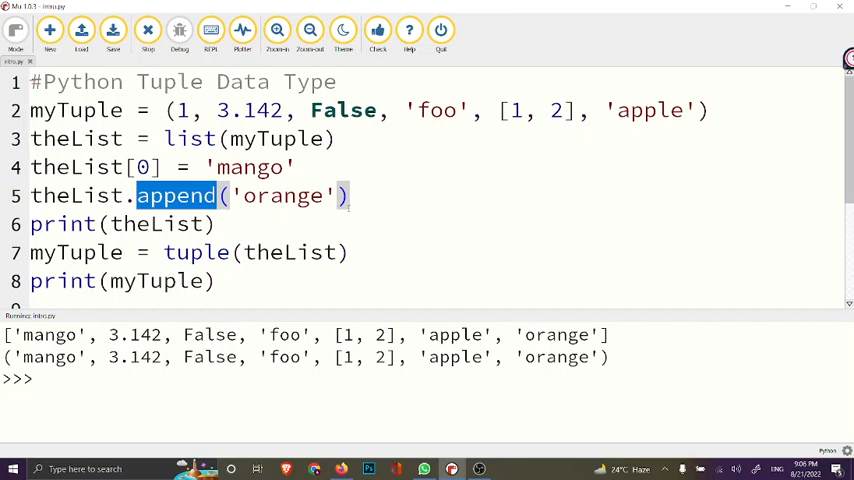 Mu 1.0.3 - intro.py
Mode New Load Save Stop Debug REPL Plotter Zoom-in Zoom-out Theme Check Help Quit
intro.py
1 #Python Tuple Data Type
2 myTuple = (1, 3.142, False, 'foo', [1, 2], 'apple')
3 theList = list(myTuple)
4 theList[0] = 'mango'
5 theList.append('orange')
6 print(theList)
7 myTuple = tuple(theList)
8 print(myTuple)
9
Running: intro.py
['mango', 3.142, False, 'foo', [1, 2], 'apple', 'orange']
('mango', 3.142, False, 'foo', [1, 2], 'apple', 'orange')
>>>
Python
Type here to search
24°C Haze
ENG
9:06 PM
8/21/2022